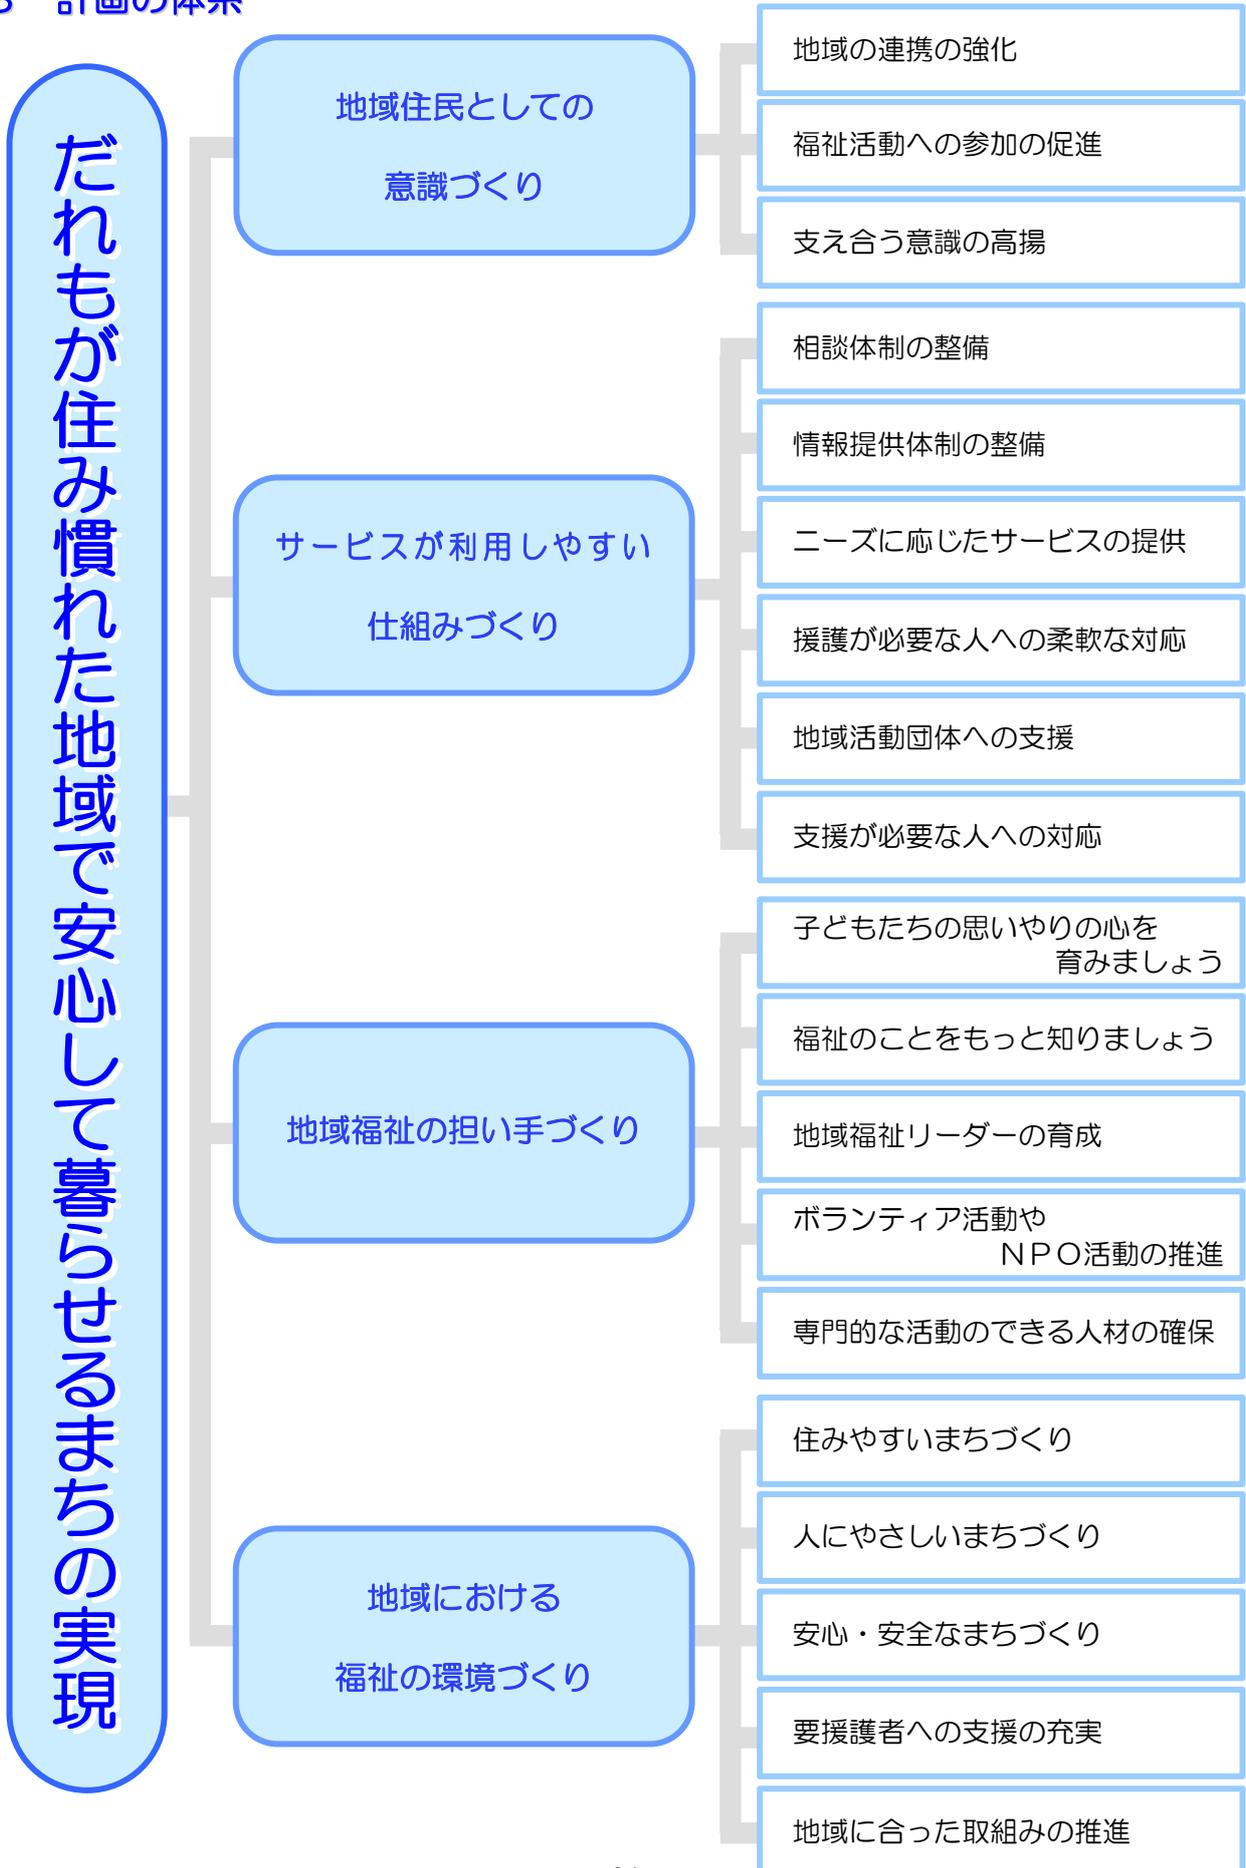 計画の体系
だれもが住み慣れた地域で安心して暮らせるまちの実現
地域住民としての
意識づくり
地域の連携の強化
福祉活動への参加の促進
支え合う意識の高揚
サービスが利用しやすい
仕組みづくり
相談体制の整備
情報提供体制の整備
ニーズに応じたサービスの提供
援護が必要な人への柔軟な対応
地域活動団体への支援
支援が必要な人への対応
地域福祉の担い手づくり
子どもたちの思いやりの心を
育みましょう
福祉のことをもっと知りましょう
地域福祉リーダーの育成
ボランティア活動や
ＮＰＯ活動の推進
専門的な活動のできる人材の確保
地域における
福祉の環境づくり
住みやすいまちづくり
人にやさしいまちづくり
安心・安全なまちづくり
要援護者への支援の充実
地域に合った取組みの推進